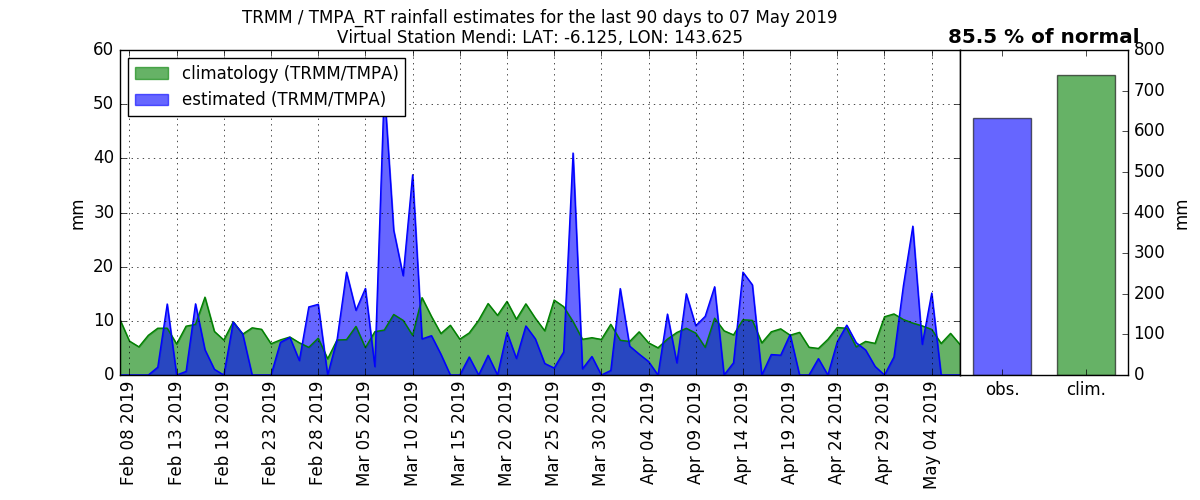 TRMM / TMPA_RT rainfall estimates for the last 90 days to 07 May 2019
Virtual Station Mendi: LAT: -6.125, LON: 143.625
85.5 % of normal
climatology (TRMM/TMPA)
estimated (TRMM/TMPA)
60
50
40
30
20
10
0
mm
800
700
600
500
400
300
200
100
0
mm
Feb 08 2019
Feb 13 2019
Feb 18 2019
Feb 23 2019
Feb 28 2019
Mar 05 2019
Mar 10 2019
Mar 15 2019
Mar 20 2019
Mar 25 2019
Mar 30 2019
Apr 04 2019
Apr 09 2019
Apr 14 2019
Apr 19 2019
Apr 24 2019
Apr 29 2019
May 04 2019
obs.
clim.